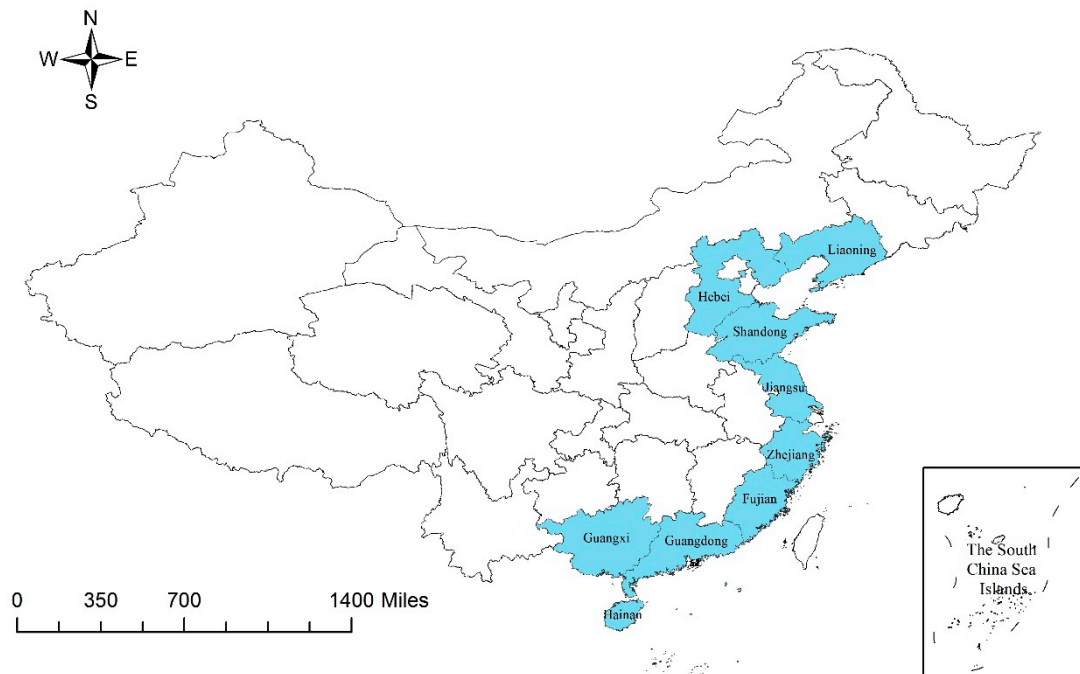 N
W E
S
Liaoning
Hebei
Shandong
Jiangsu
Zhejiang
Fujian
Guangxi
Guangdong
Hainan
The South
China Sea
Islands
0 350 700 1400 Miles